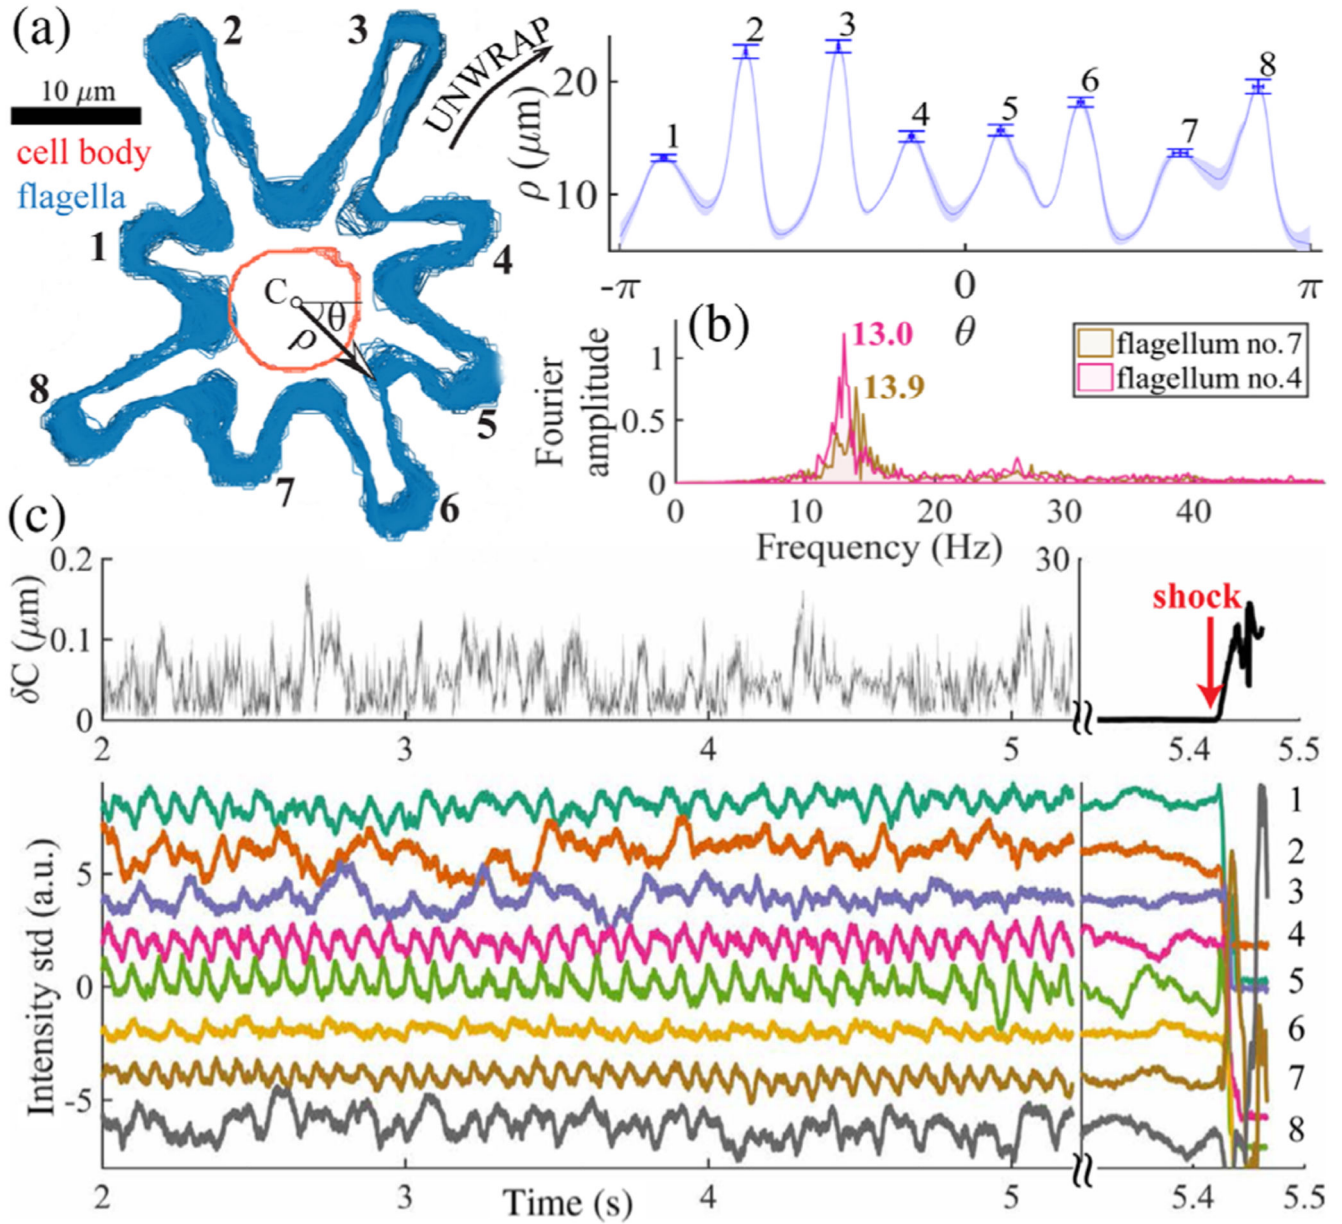 (a)
2
3
UNWRAP
10 μm
cell body
flagella
1
4
C
θ
ρ
8
5
7
6
ρ (μm)
20
10
1
2
3
4
5
6
7
8
-π
0
π
θ
(b)
Fourier
amplitude
1
0.5
0
13.0
13.9
flagellum no.7
flagellum no.4
0
10
20
30
40
Frequency (Hz)
(c)
δC (μm)
0.2
0.1
0
30
shock
2
3
4
5
5.4
5.5
Intensity std (a.u.)
5
0
-5
1
2
3
4
5
6
7
8
2
3
4
5
5.4
5.5
Time (s)